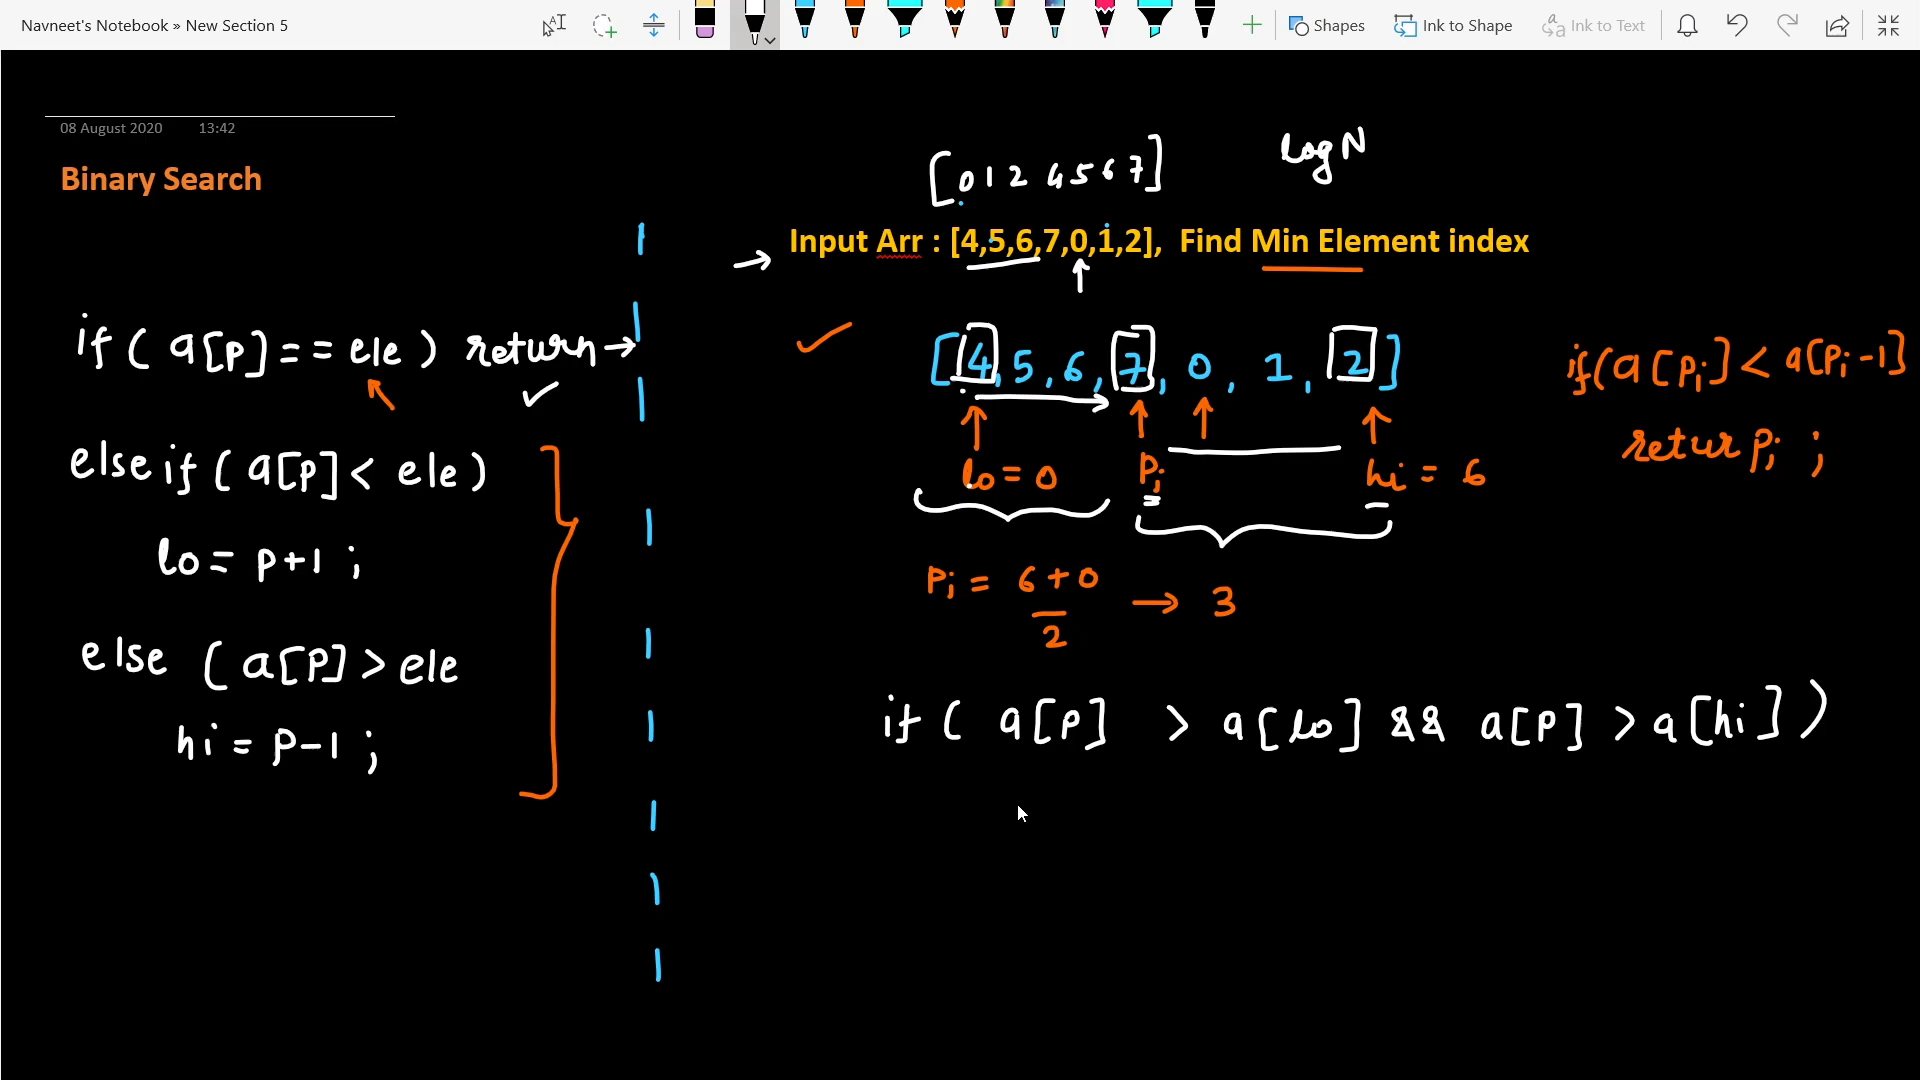 Navneet's Notebook » New Section 5
Shapes
Ink to Shape
Ink to Text
08 August 2020 13:42
Binary Search
if ( a[p] == ele ) return →
else if ( a[p] < ele )
lo = p+1 ;
else ( a[p] > ele
hi = p-1 ;
[0 1 2 4 5 6 7]
log N
Input Arr : [4,5,6,7,0,1,2], Find Min Element index
[4, 5, 6, 7, 0, 1, 2]
lo = 0
Pi
hi = 6
Pi = 6+0
2
→ 3
if(a[Pi] < a[Pi-1]
retur Pi ;
if ( a[p] > a[lo] && a[p] > a[hi] )